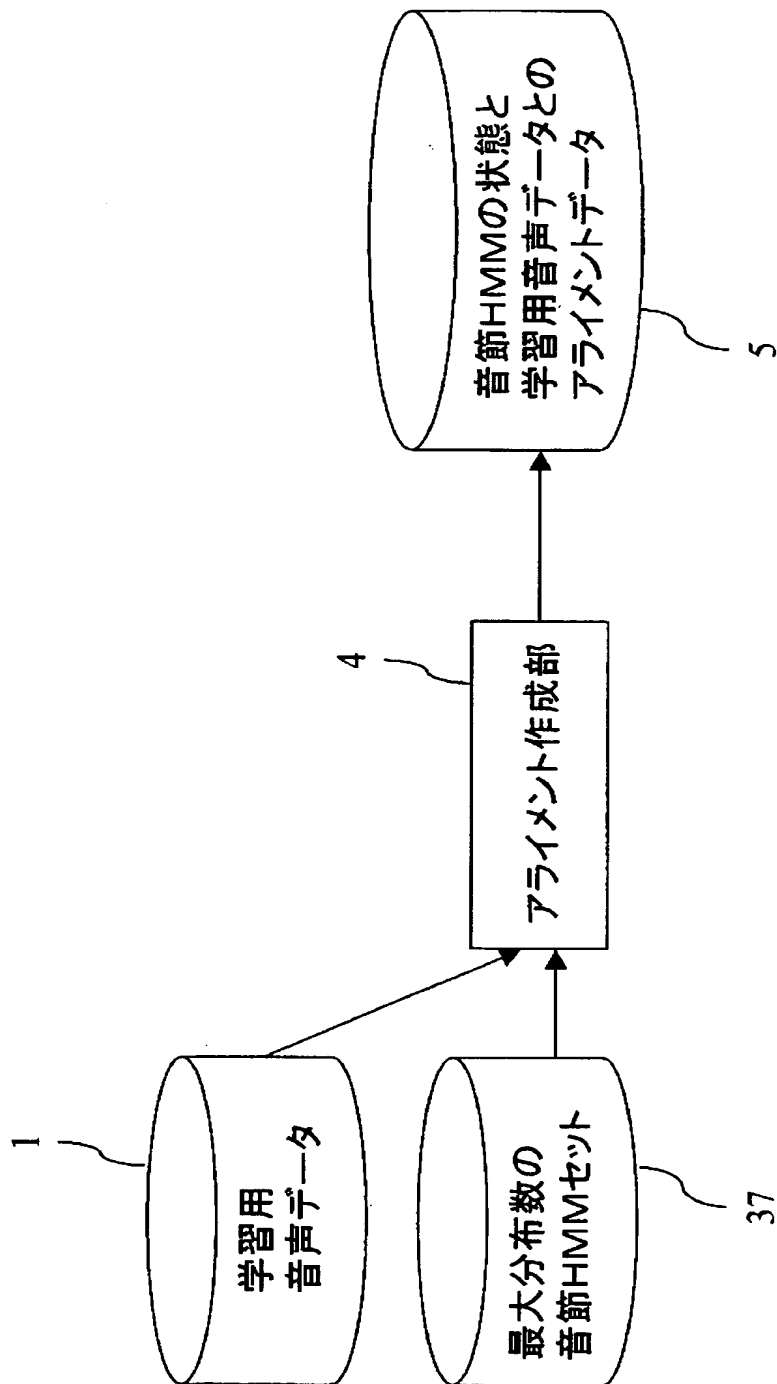 1
学習用
音声データ
最大分布数の
音節HMMセット
37
4
アライメント作成部
音節HMMの状態と
学習用音声データとの
アライメントデータ
5